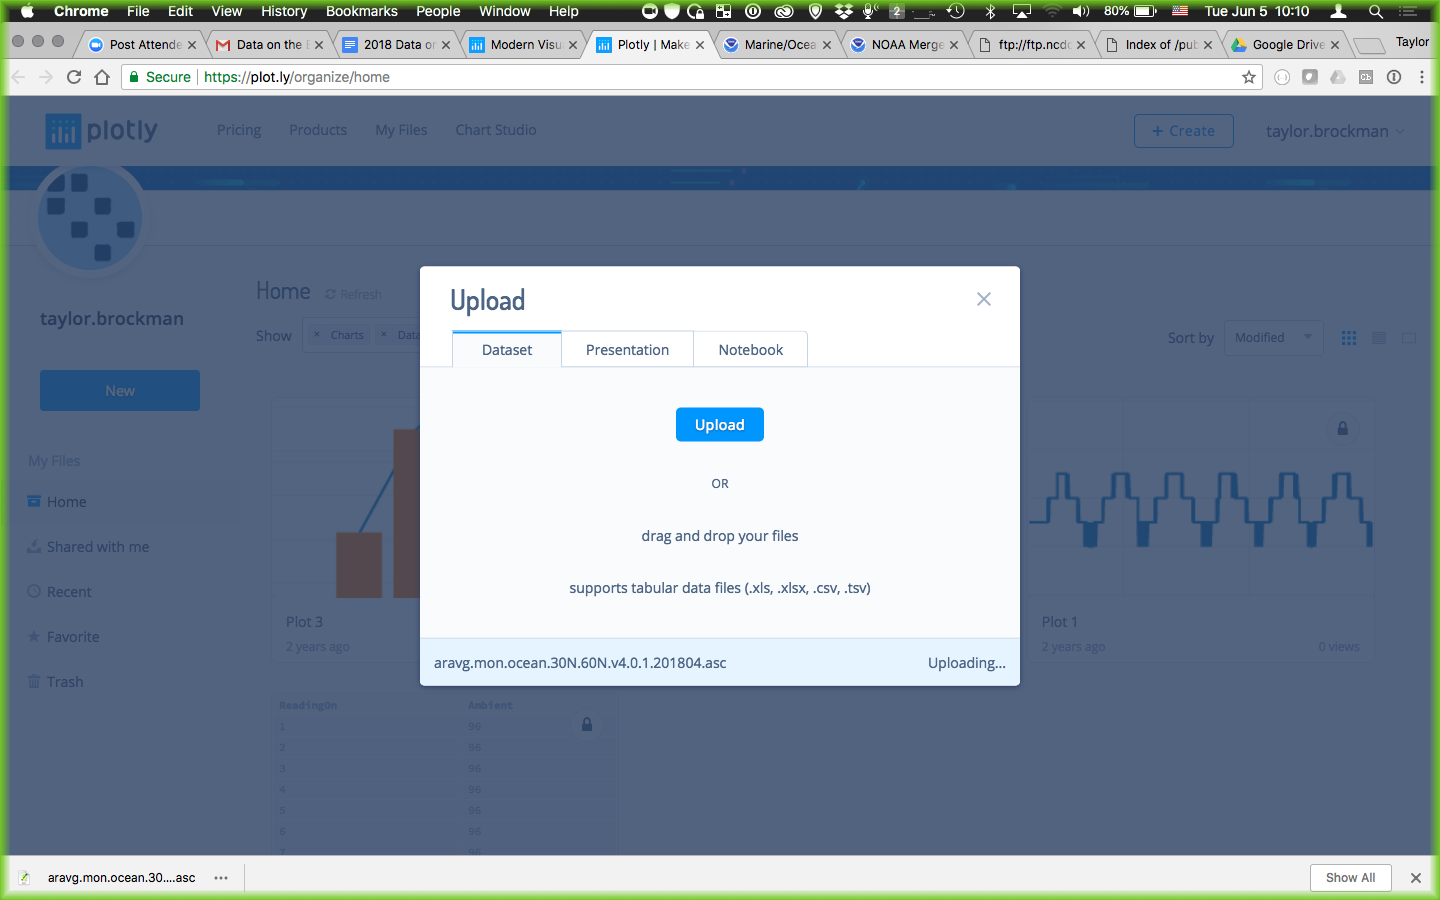 Chrome File Edit View History Bookmarks People Window Help 2 80% Tue Jun 5 10:10
Post Attende Data on the E 2018 Data or Modern Visu Plotly | Make Marine/Ocea NOAA Merge ftp://ftp.ncdc Index of /pub Google Drive Taylor
Secure https://plot.ly/organize/home
plotly Pricing Products My Files Chart Studio + Create taylor.brockman
Home Refresh
taylor.brockman
Show × Charts × Data
Sort by Modified
New
My Files
Home
Shared with me
Recent
Favorite
Trash
Upload
Dataset Presentation Notebook
Upload
OR
drag and drop your files
supports tabular data files (.xls, .xlsx, .csv, .tsv)
aravg.mon.ocean.30N.60N.v4.0.1.201804.asc Uploading...
Plot 3
2 years ago
Plot 1
2 years ago 0 views
ReadingOn Ambient
1 96
2 96
3 96
4 96
5 96
6 96
7 96
aravg.mon.ocean.30....asc Show All